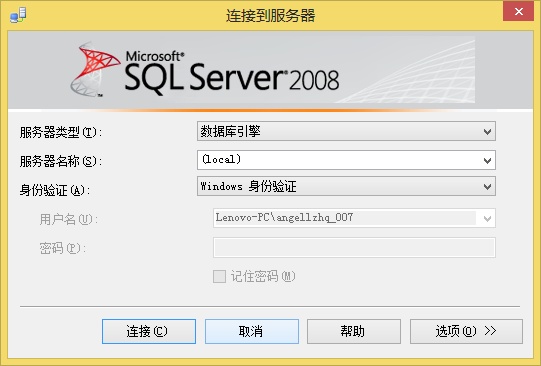 连接到服务器
Microsoft®
SQL Server® 2008
服务器类型(T):
数据库引擎
服务器名称(S):
(local)
身份验证(A):
Windows 身份验证
用户名(U):
Lenovo-PC\angellzhq_007
密码(P):
记住密码(M)
连接(C)
取消
帮助
选项(O) >>